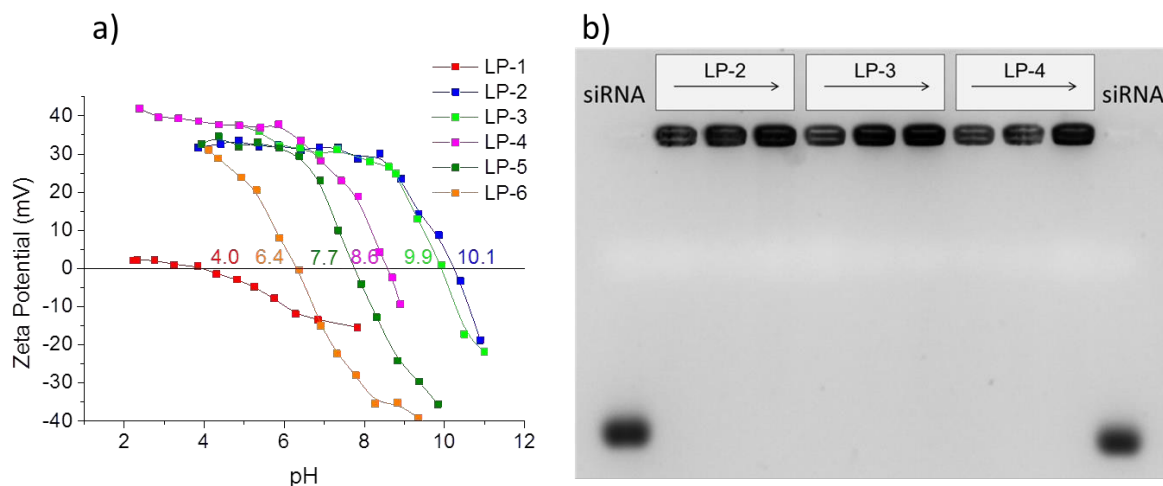 a)
LP-1
LP-2
LP-3
LP-4
LP-5
LP-6
40
30
20
10
0
-10
-20
-30
-40
Zeta Potential (mV)
4.0 6.4 7.7 8.6 9.9 10.1
2 4 6 8 10 12
pH
b)
siRNA LP-2 LP-3 LP-4 siRNA